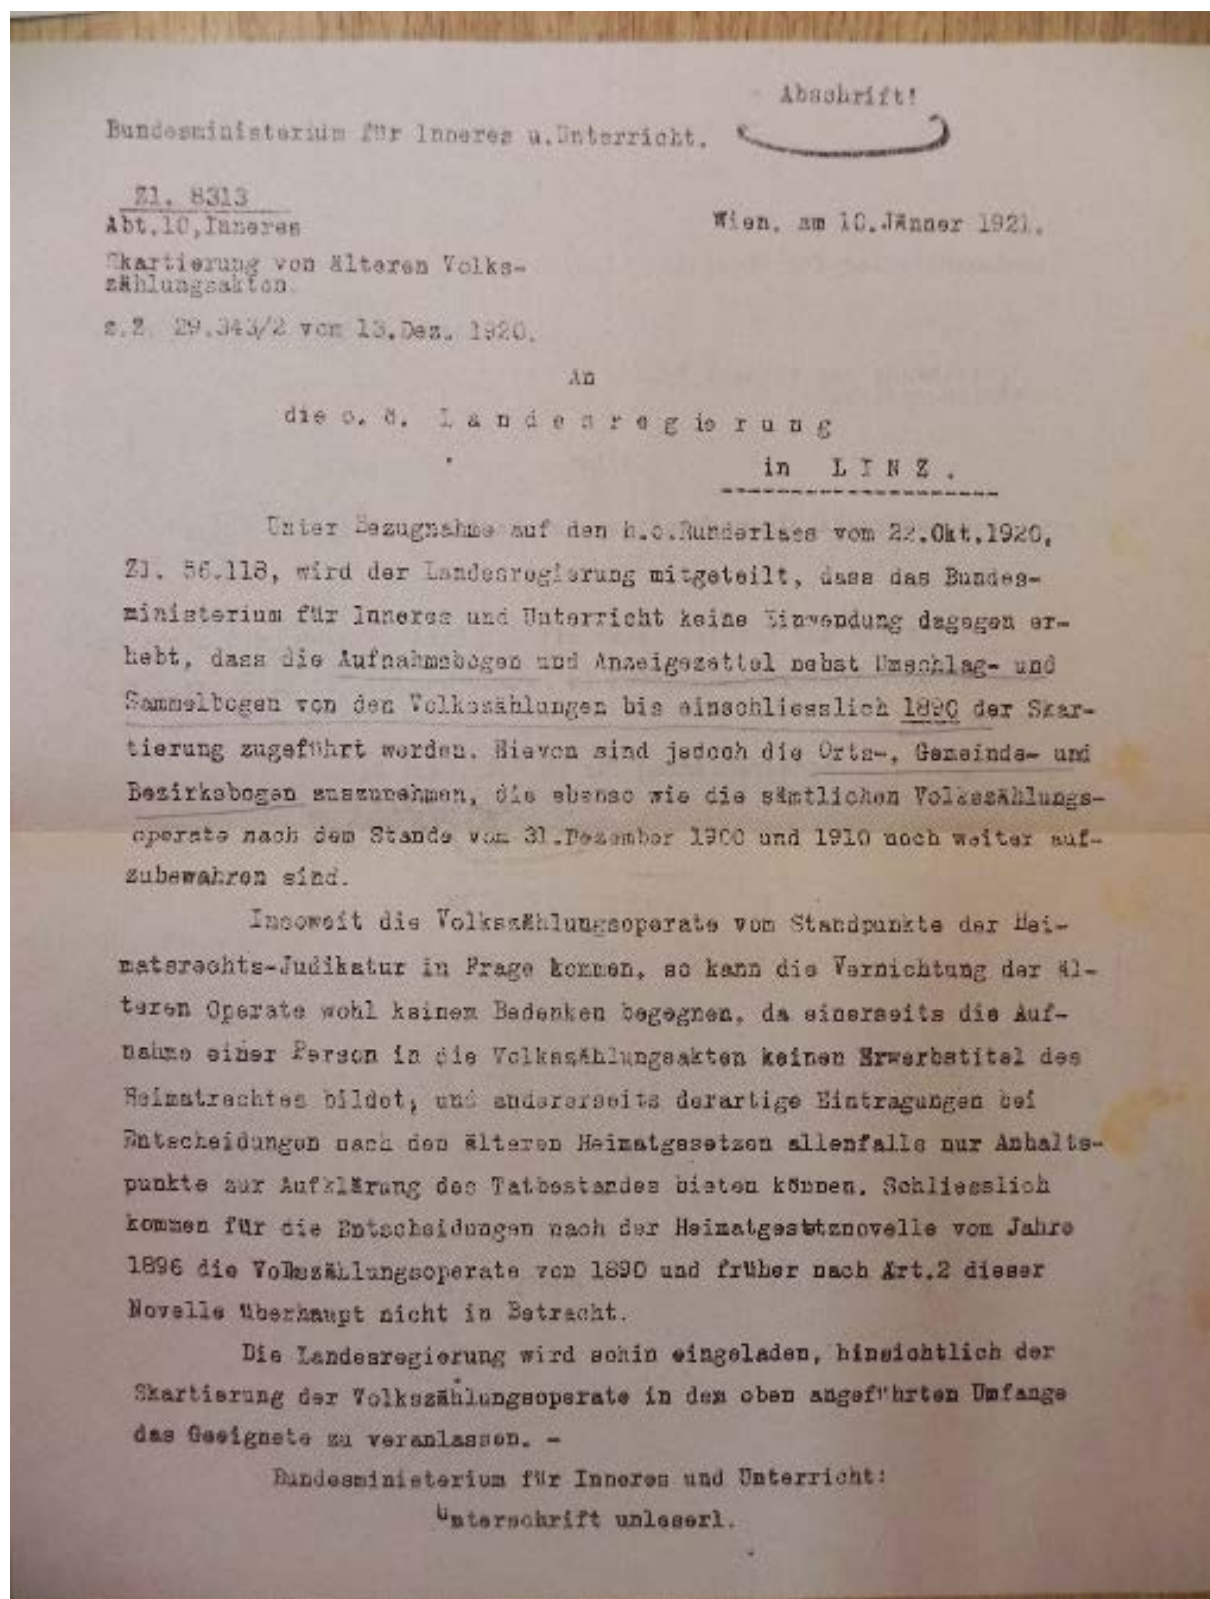 Abschrift!
Bundesministerium für Inneres u.Unterricht.
Zl. 8313
Abt.10,Inneres
Wien, am 10.Jänner 1921.
Skartierung von älteren Volks-
zählungsakten.
z.Z. 29.343/2 vom 13.Dez. 1920.
An
die o. ö. Landesregierung
in LINZ.
Unter Bezugnahme auf den h.o.Runderlass vom 22.Okt.1920,
Zl. 56.118, wird der Landesregierung mitgeteilt, dass das Bundes-
ministerium für Inneres und Unterricht keine Einwendung dagegen er-
hebt, dass die Aufnahmsbogen und Anzeigezettel nebst Umschlag- und
Sammelbogen von den Volkszählungen bis einschliesslich 1890 der Skar-
tierung zugeführt werden. Hievon sind jedoch die Orts-, Gemeinde- und
Bezirksbogen auszunehmen, die ebenso wie die sämtlichen Volkszählungs-
operate nach dem Stande vom 31.Dezember 1900 und 1910 noch weiter auf-
zubewahren sind.
Insoweit die Volkszählungsoperate vom Standpunkte der Hei-
matsrechts-Judikatur in Frage kommen, so kann die Vernichtung der äl-
teren Operate wohl keinem Bedenken begegnen, da einerseits die Auf-
nahme einer Person in die Volkszählungsakten keinen Erwerbstitel des
Heimatrechtes bildet, und andererseits derartige Eintragungen bei
Entscheidungen nach den älteren Heimatgesetzen allenfalls nur Anhalts-
punkte zur Aufklärung des Tatbestandes bieten können. Schliesslich
kommen für die Entscheidungen nach der Heimatgesetznovelle vom Jahre
1896 die Volkszählungsoperate von 1890 und früher nach Art.2 dieser
Novelle überhaupt nicht in Betracht.
Die Landesregierung wird sohin eingeladen, hinsichtlich der
Skartierung der Volkszählungsoperate in dem oben angeführten Umfange
das Geeignete zu veranlassen. -
Bundesministerium für Inneres und Unterricht:
Unterschrift unleserl.